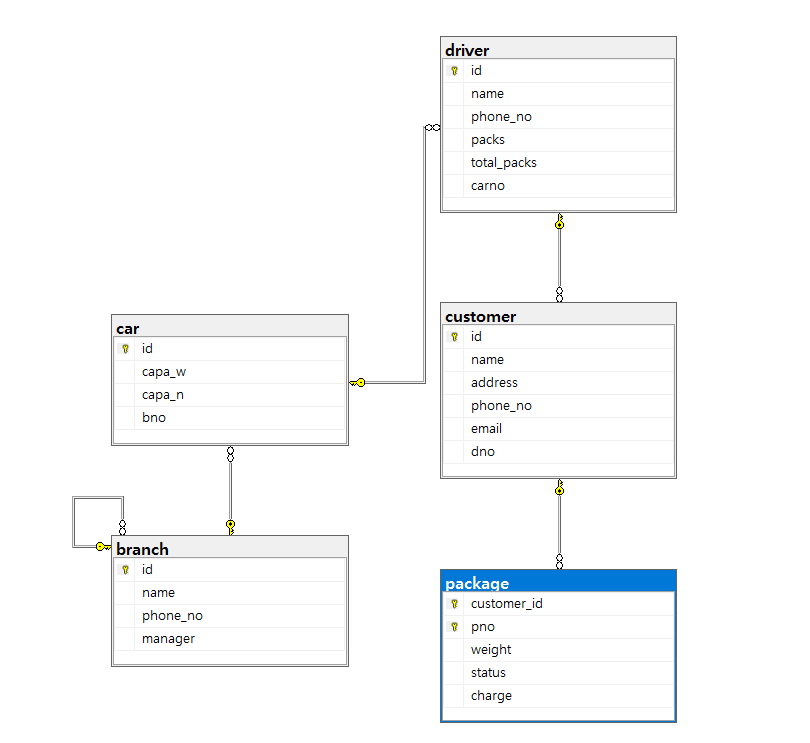 driver
id
name
phone_no
packs
total_packs
carno
car
id
capa_w
capa_n
bno
customer
id
name
address
phone_no
email
dno
branch
id
name
phone_no
manager
package
customer_id
pno
weight
status
charge